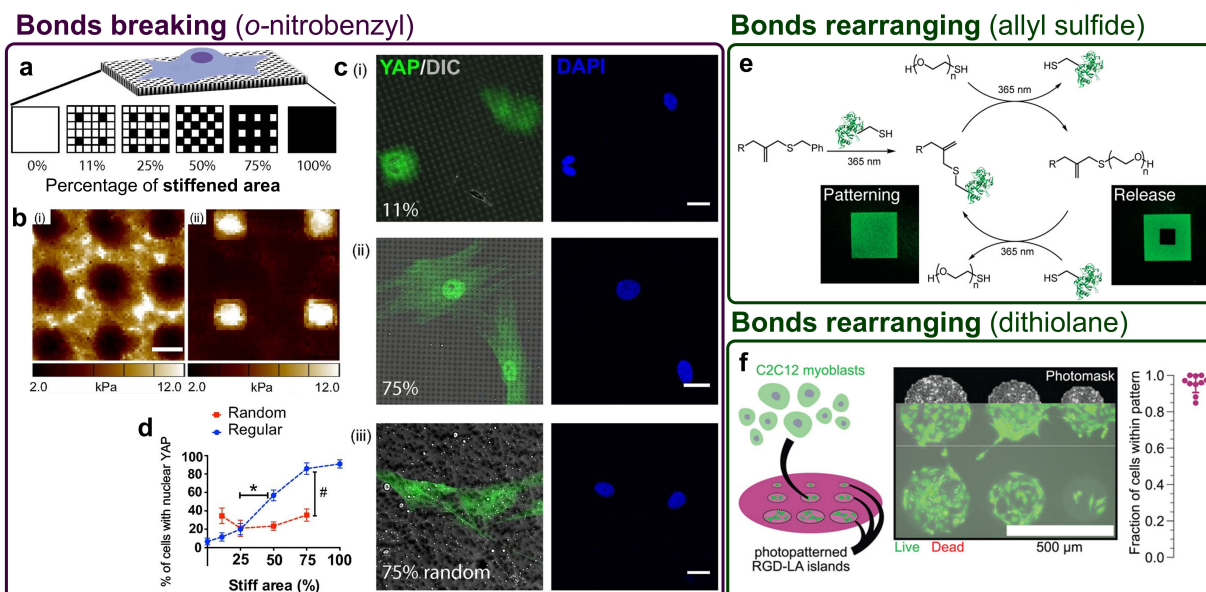 Bonds breaking (o-nitrobenzyl)
a
0% 11% 25% 50% 75% 100%
Percentage of stiffened area
b (i) (ii)
2.0 kPa 12.0 2.0 kPa 12.0
c (i) YAP/DIC DAPI
11%
(ii)
75%
(iii)
75% random
d
Random
Regular
% of cells with nuclear YAP
100
80
60
40
20
0
*
#
25 50 75 100
Stiff area (%)
Bonds rearranging (allyl sulfide)
e
H(O)nSH
HS
365 nm
R S Ph
SH
365 nm
R
S
R S (O)nH
Patterning
Release
365 nm
H(O)nSH
HS
Bonds rearranging (dithiolane)
f
C2C12 myoblasts
photopatterned
RGD-LA islands
Photomask
Live Dead
500 µm
Fraction of cells within pattern
1.0
0.8
0.6
0.4
0.2
0.0